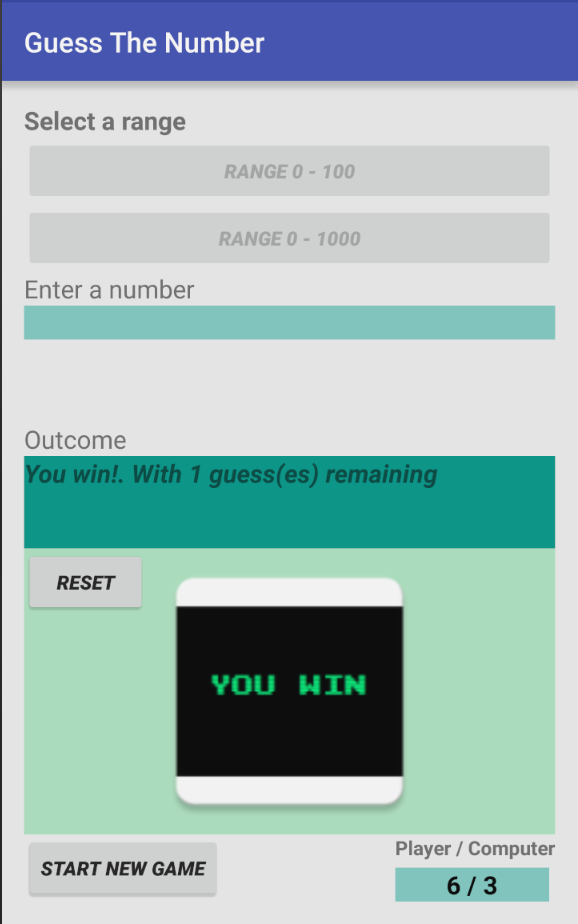 Guess The Number
Select a range
RANGE 0 - 100
RANGE 0 - 1000
Enter a number
Outcome
You win!. With 1 guess(es) remaining
RESET
YOU WIN
START NEW GAME
Player / Computer
6 / 3